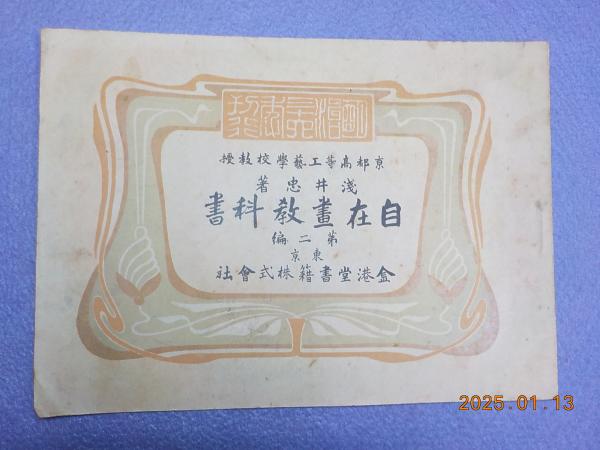 京都高等工藝學校教授
淺井忠著
自在畫教科書
第二編
東京
金港堂書籍株式會社
2025.01.13